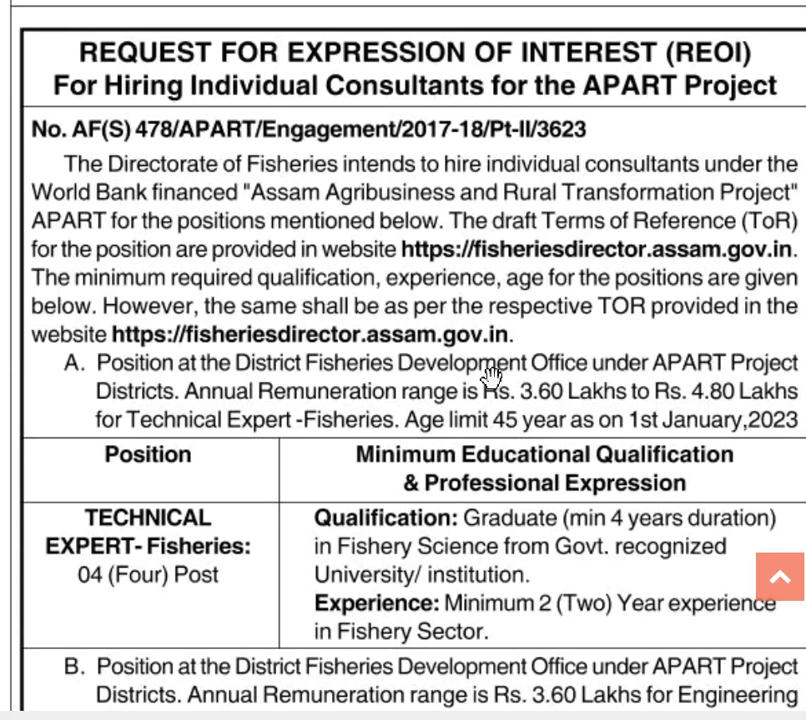 REQUEST FOR EXPRESSION OF INTEREST (REOI)
For Hiring Individual Consultants for the APART Project
No. AF(S) 478/APART/Engagement/2017-18/Pt-II/3623
The Directorate of Fisheries intends to hire individual consultants under the
World Bank financed "Assam Agribusiness and Rural Transformation Project"
APART for the positions mentioned below. The draft Terms of Reference (ToR)
for the position are provided in website https://fisheriesdirector.assam.gov.in.
The minimum required qualification, experience, age for the positions are given
below. However, the same shall be as per the respective TOR provided in the
website https://fisheriesdirector.assam.gov.in.
A. Position at the District Fisheries Development Office under APART Project
Districts. Annual Remuneration range is Rs. 3.60 Lakhs to Rs. 4.80 Lakhs
for Technical Expert -Fisheries. Age limit 45 year as on 1st January,2023
Position
Minimum Educational Qualification
& Professional Expression
TECHNICAL
EXPERT- Fisheries:
04 (Four) Post
Qualification: Graduate (min 4 years duration)
in Fishery Science from Govt. recognized
University/ institution.
Experience: Minimum 2 (Two) Year experience
in Fishery Sector.
B. Position at the District Fisheries Development Office under APART Project
Districts. Annual Remuneration range is Rs. 3.60 Lakhs for Engineering